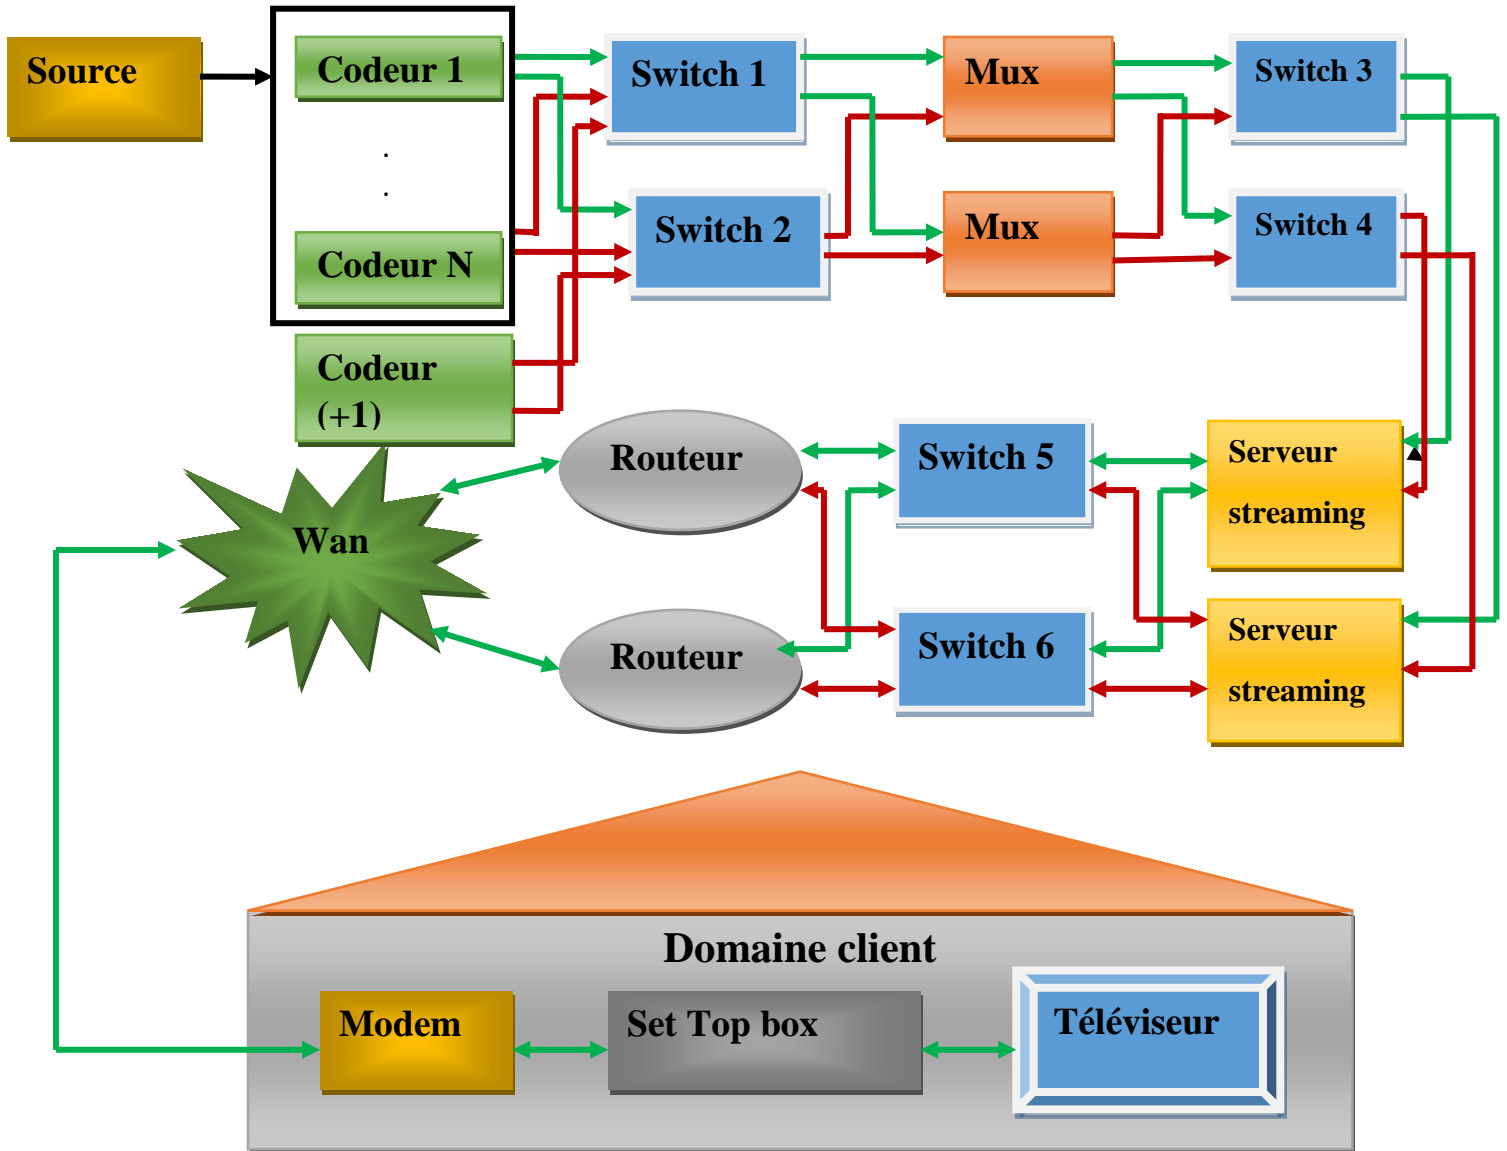 Source
Codeur 1
.
.
Codeur N
Codeur
(+1)
Switch 1
Switch 2
Mux
Mux
Switch 3
Switch 4
Wan
Routeur
Routeur
Switch 5
Switch 6
Serveur
streaming
Serveur
streaming
Domaine client
Modem
Set Top box
Téléviseur